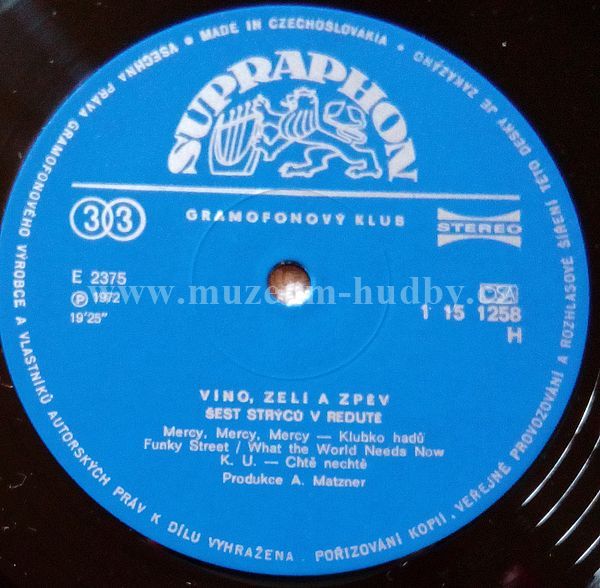 VŠECHNA PRÁVA GRAMOFONOVÉHO VÝROBCE A VLASTNÍKŮ AUTORSKÝCH PRÁV K DÍLU VYHRAŽENA. POŘIZOVÁNÍ KOPIÍ, VEŘEJNÉ PROVOZOVÁNÍ A ROZHLASOVÉ ŠÍŘENÍ TÉTO DESKY JE ZAKÁZÁNO • MADE IN CZECHOSLOVAKIA •
SUPRAPHON
33
GRAMOFONOVÝ KLUB
STEREO
E 2375
Ⓟ 1972
19'25"
www.muzeum-hudby.c
OSA
1 15 1258
H
VÍNO, ZELÍ A ZPĚV
ŠEST STRÝCŮ V REDUTĚ
Mercy, Mercy, Mercy — Klubko hadů
Funky Street / What the World Needs Now
K. U. — Chtě nechtě
Produkce A. Matzner